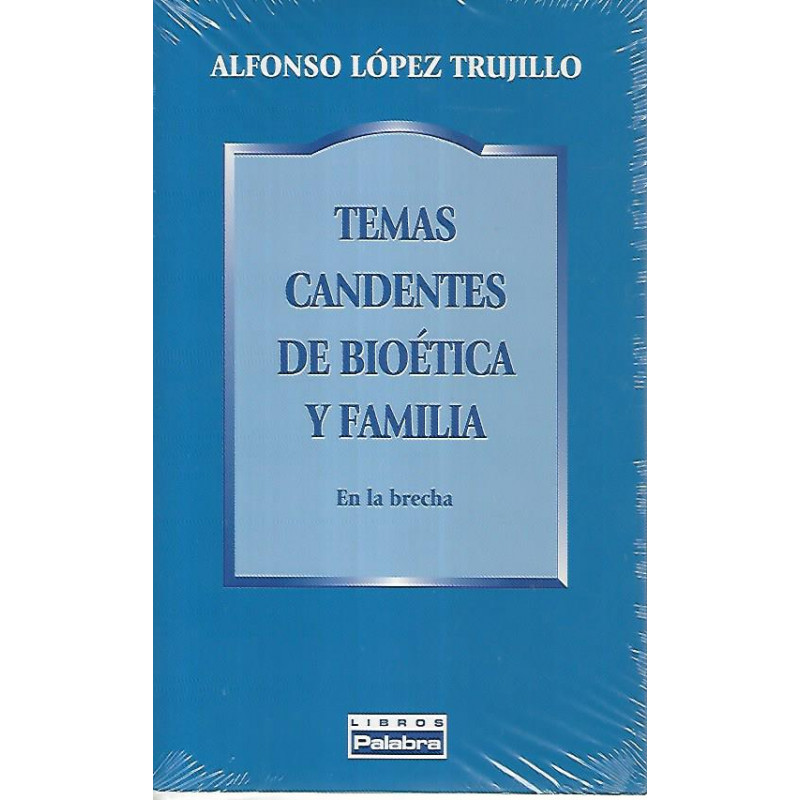 ALFONSO LÓPEZ TRUJILLO
TEMAS
CANDENTES
DE BIOÉTICA
Y FAMILIA
En la brecha
LIBROS
Palabra